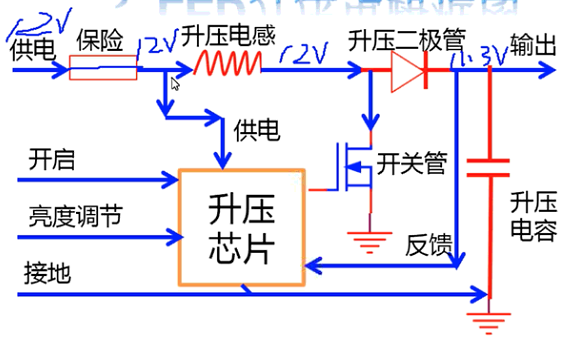 12V
供电
保险
12V
升压电感
12V
升压二极管
11.3V
输出
供电
开启
亮度调节
接地
升压
芯片
开关管
反馈
升压
电容